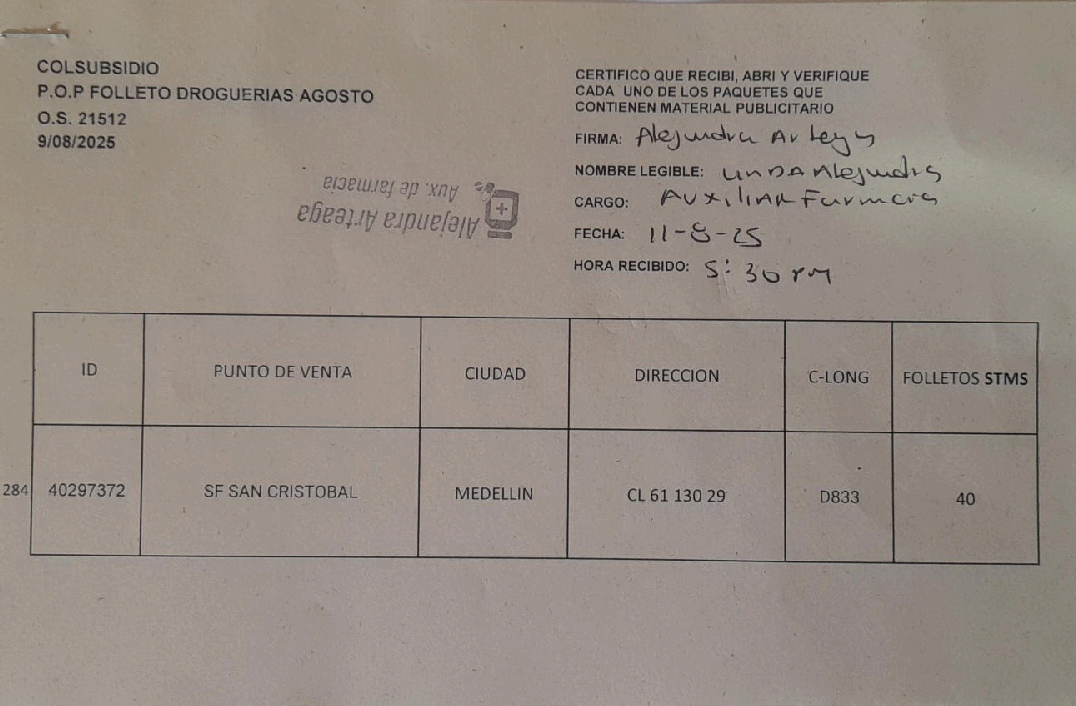 COLSUBSIDIO
P.O.P FOLLETO DROGUERIAS AGOSTO
O.S. 21512
9/08/2025
Alejandra Arteaga
Aux. de farmacia
CERTIFICO QUE RECIBI, ABRI Y VERIFIQUE
CADA UNO DE LOS PAQUETES QUE
CONTIENEN MATERIAL PUBLICITARIO
FIRMA: Alejandra Arteaga
NOMBRE LEGIBLE: Alejandra
CARGO: AUXILIAR Farmacia
FECHA: 11-8-25
HORA RECIBIDO: 5:30 PM
ID PUNTO DE VENTA CIUDAD DIRECCION C-LONG FOLLETOS STMS
284 40297372 SF SAN CRISTOBAL MEDELLIN CL 61 130 29 D833 40